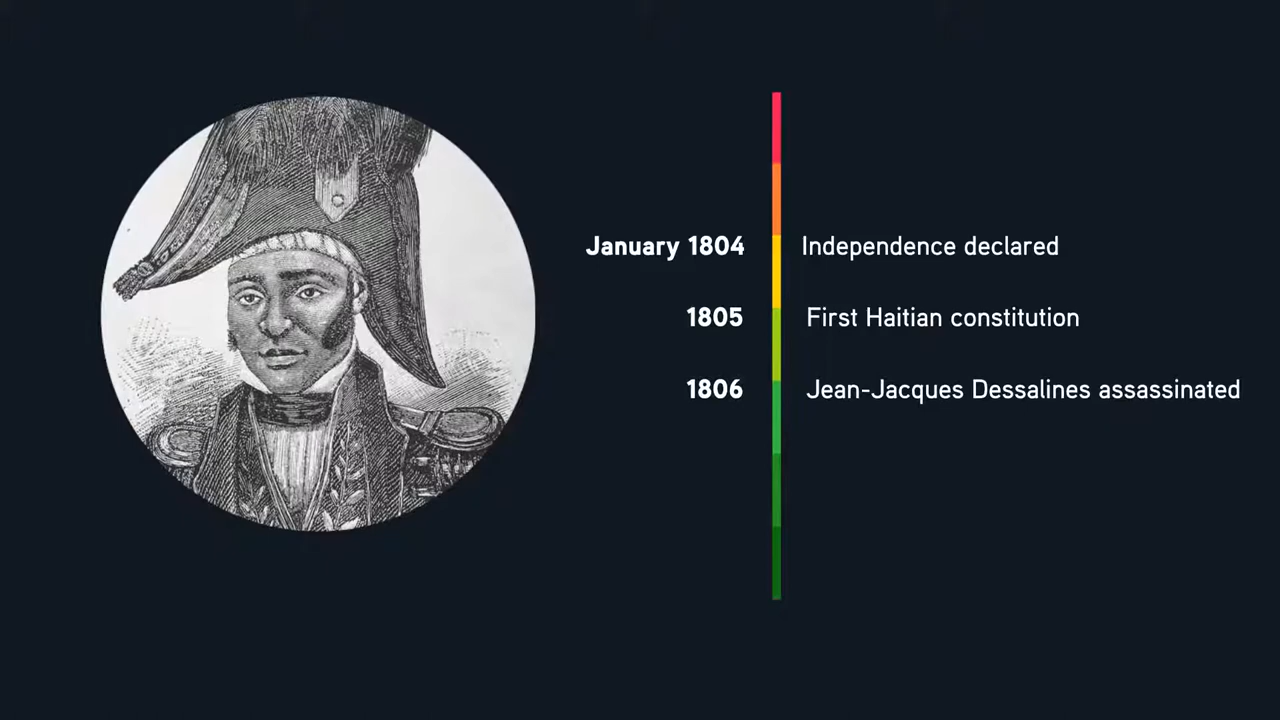 January 1804 Independence declared
1805 First Haitian constitution
1806 Jean-Jacques Dessalines assassinated